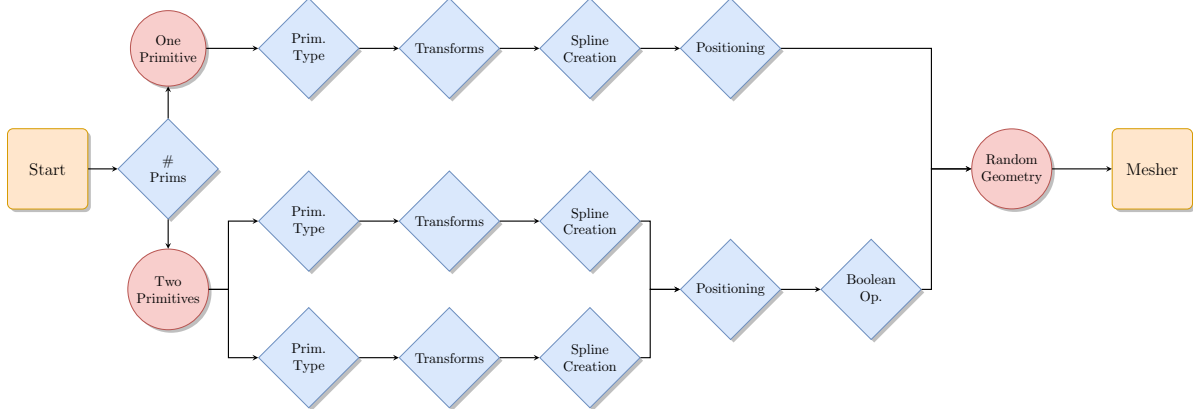 One
Primitive
Prim.
Type
Transforms
Spline
Creation
Positioning
Start
#
Prims
Random
Geometry
Mesher
Prim.
Type
Transforms
Spline
Creation
Two
Primitives
Positioning
Boolean
Op.
Prim.
Type
Transforms
Spline
Creation